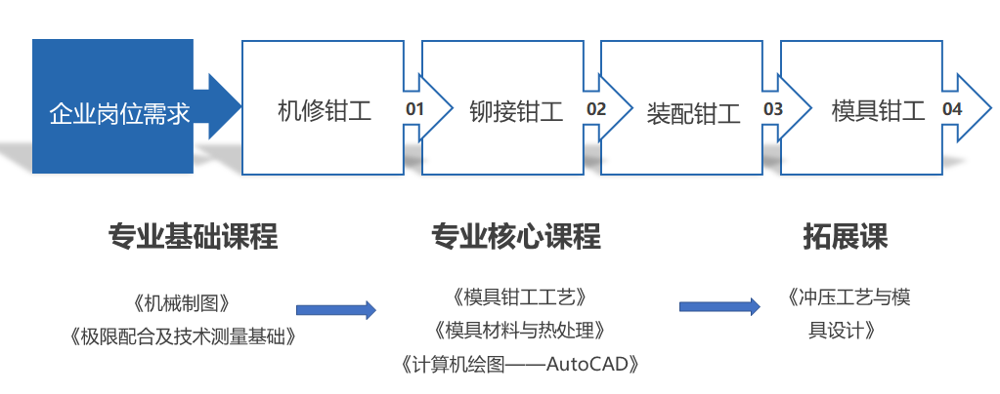 企业岗位需求
机修钳工
01
铆接钳工
02
装配钳工
03
模具钳工
04
专业基础课程
《机械制图》
《极限配合及技术测量基础》
专业核心课程
《模具钳工工艺》
《模具材料与热处理》
《计算机绘图——AutoCAD》
拓展课
《冲压工艺与模
具设计》